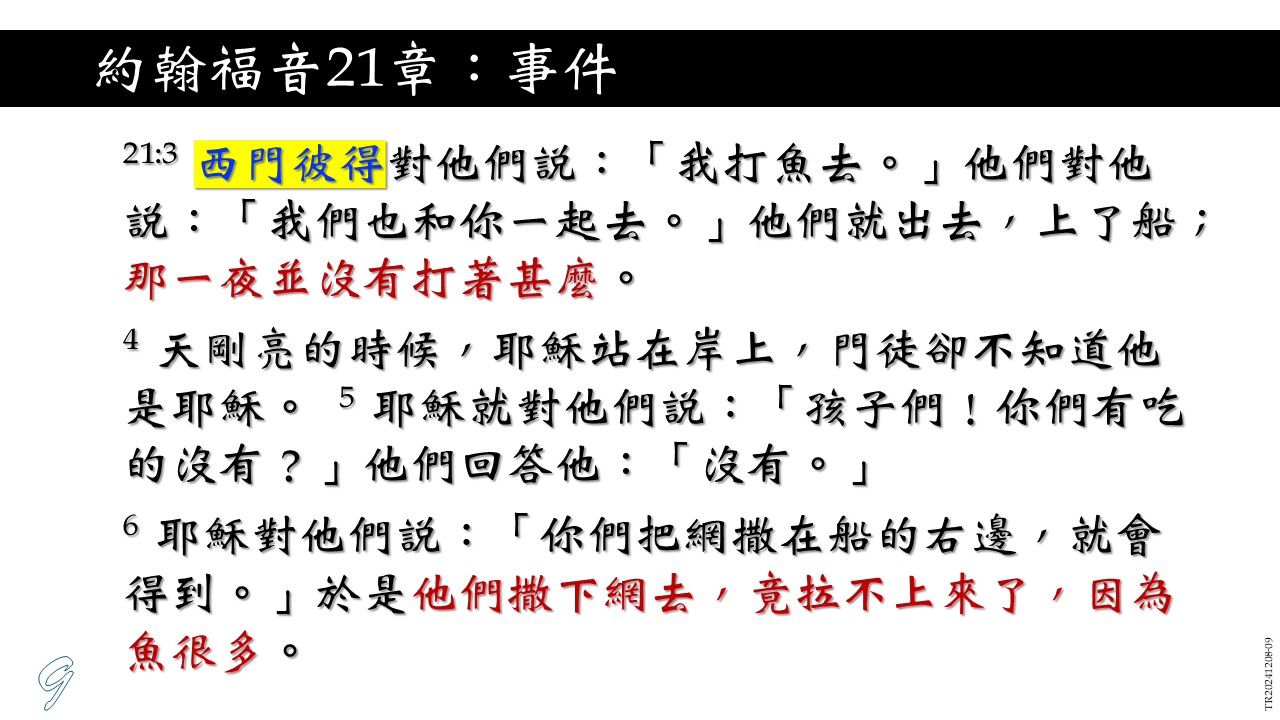 約翰福音21章：事件
21:3 西門彼得對他們説：「我打魚去。」他們對他
説：「我們也和你一起去。」他們就出去，上了船；
那一夜並沒有打著甚麼。
4 天剛亮的時候，耶穌站在岸上，門徒卻不知道他
是耶穌。 5 耶穌就對他們説：「孩子們！你們有吃
的沒有？」他們回答他：「沒有。」
6 耶穌對他們説：「你們把網撒在船的右邊，就會
得到。」於是他們撒下網去，竟拉不上來了，因為
魚很多。
TR20241208-09